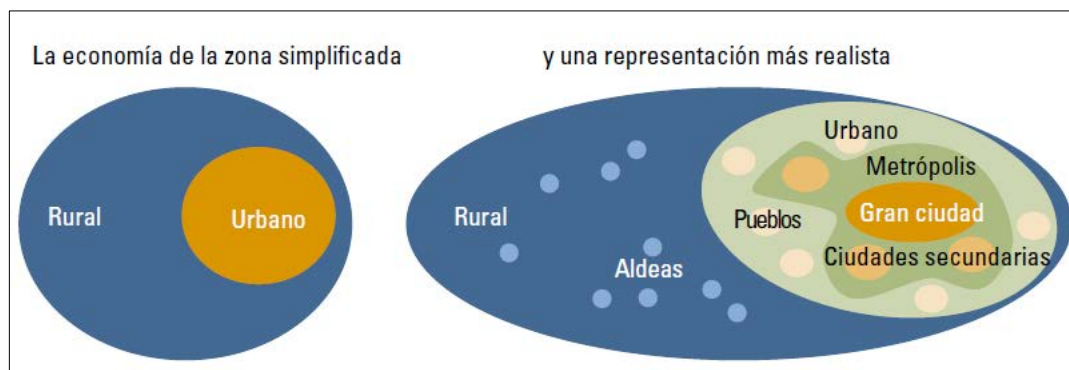 La economía de la zona simplificada
y una representación más realista
Rural
Urbano
Rural
Aldeas
Urbano
Metrópolis
Gran ciudad
Pueblos
Ciudades secundarias